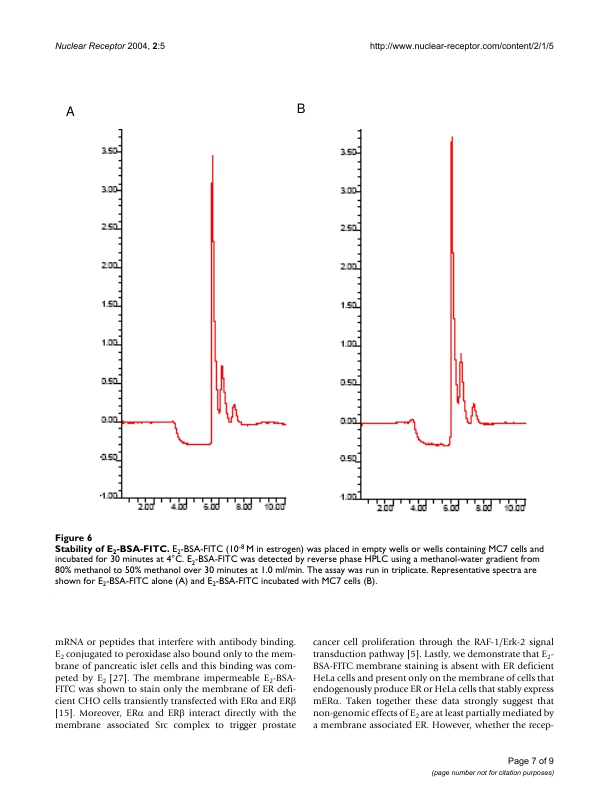 Nuclear Receptor 2004, 2:5
http://www.nuclear-receptor.com/content/2/1/5
A
B
3.50
3.00
2.50
2.00
1.50
1.00
0.50
0.00
-0.50
-1.00
2.00 4.00 6.00 8.00 10.00
3.50
3.00
2.50
2.00
1.50
1.00
0.50
0.00
-0.50
-1.00
2.00 4.00 6.00 8.00 10.00
Figure 6
Stability of E2-BSA-FITC. E2-BSA-FITC (10-8 M in estrogen) was placed in empty wells or wells containing MC7 cells and
incubated for 30 minutes at 4°C. E2-BSA-FITC was detected by reverse phase HPLC using a methanol-water gradient from
80% methanol to 50% methanol over 30 minutes at 1.0 ml/min. The assay was run in triplicate. Representative spectra are
shown for E2-BSA-FITC alone (A) and E2-BSA-FITC incubated with MC7 cells (B).
mRNA or peptides that interfere with antibody binding.
E2 conjugated to peroxidase also bound only to the mem-
brane of pancreatic islet cells and this binding was com-
peted by E2 [27]. The membrane impermeable E2-BSA-
FITC was shown to stain only the membrane of ER defi-
cient CHO cells transiently transfected with ERα and ERβ
[15]. Moreover, ERα and ERβ interact directly with the
membrane associated Src complex to trigger prostate
cancer cell proliferation through the RAF-1/Erk-2 signal
transduction pathway [5]. Lastly, we demonstrate that E2-
BSA-FITC membrane staining is absent with ER deficient
HeLa cells and present only on the membrane of cells that
endogenously produce ER or HeLa cells that stably express
mERα. Taken together these data strongly suggest that
non-genomic effects of E2 are at least partially mediated by
a membrane associated ER. However, whether the recep-
Page 7 of 9
(page number not for citation purposes)